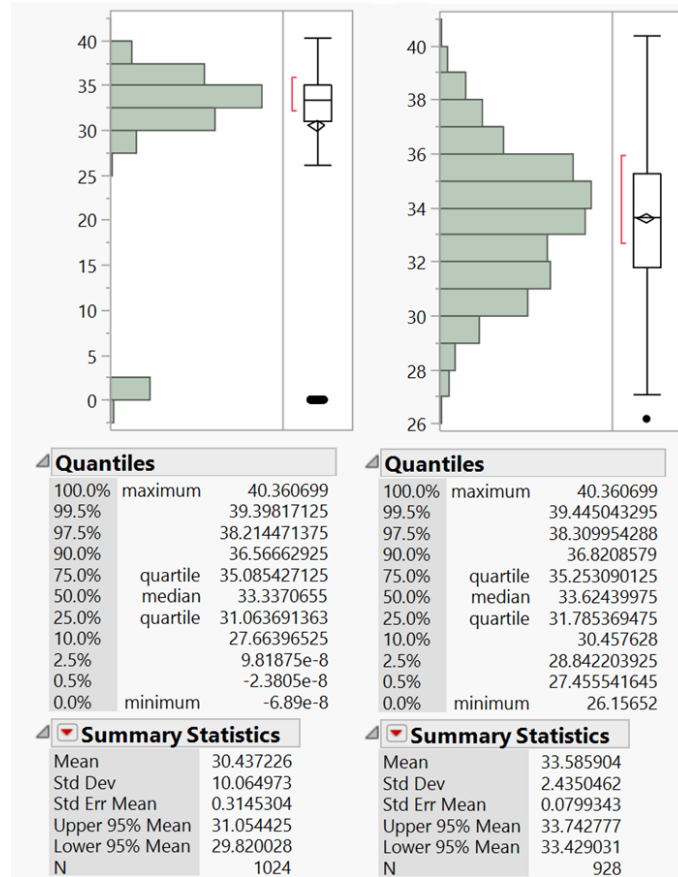 40
35
30
25
20
15
10
5
0
40
38
36
34
32
30
28
26
Quantiles
100.0% maximum 40.360699
99.5% 39.39817125
97.5% 38.214471375
90.0% 36.56662925
75.0% quartile 35.085427125
50.0% median 33.3370655
25.0% quartile 31.063691363
10.0% 27.66396525
2.5% 9.81875e-8
0.5% -2.3805e-8
0.0% minimum -6.89e-8
Summary Statistics
Mean 30.437226
Std Dev 10.064973
Std Err Mean 0.3145304
Upper 95% Mean 31.054425
Lower 95% Mean 29.820028
N 1024
Quantiles
100.0% maximum 40.360699
99.5% 39.445043295
97.5% 38.309954288
90.0% 36.8208579
75.0% quartile 35.253090125
50.0% median 33.62439975
25.0% quartile 31.785369475
10.0% 30.457628
2.5% 28.842203925
0.5% 27.455541645
0.0% minimum 26.15652
Summary Statistics
Mean 33.585904
Std Dev 2.4350462
Std Err Mean 0.0799343
Upper 95% Mean 33.742777
Lower 95% Mean 33.429031
N 928